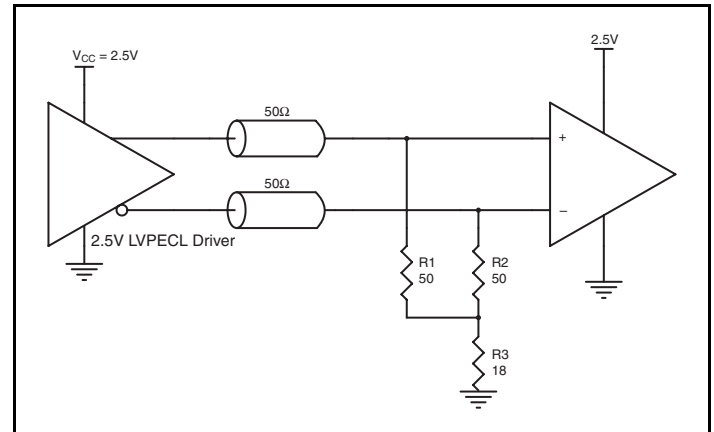 V_CC = 2.5V
2.5V
50Ω
50Ω
+
−
2.5V LVPECL Driver
R1
50
R2
50
R3
18